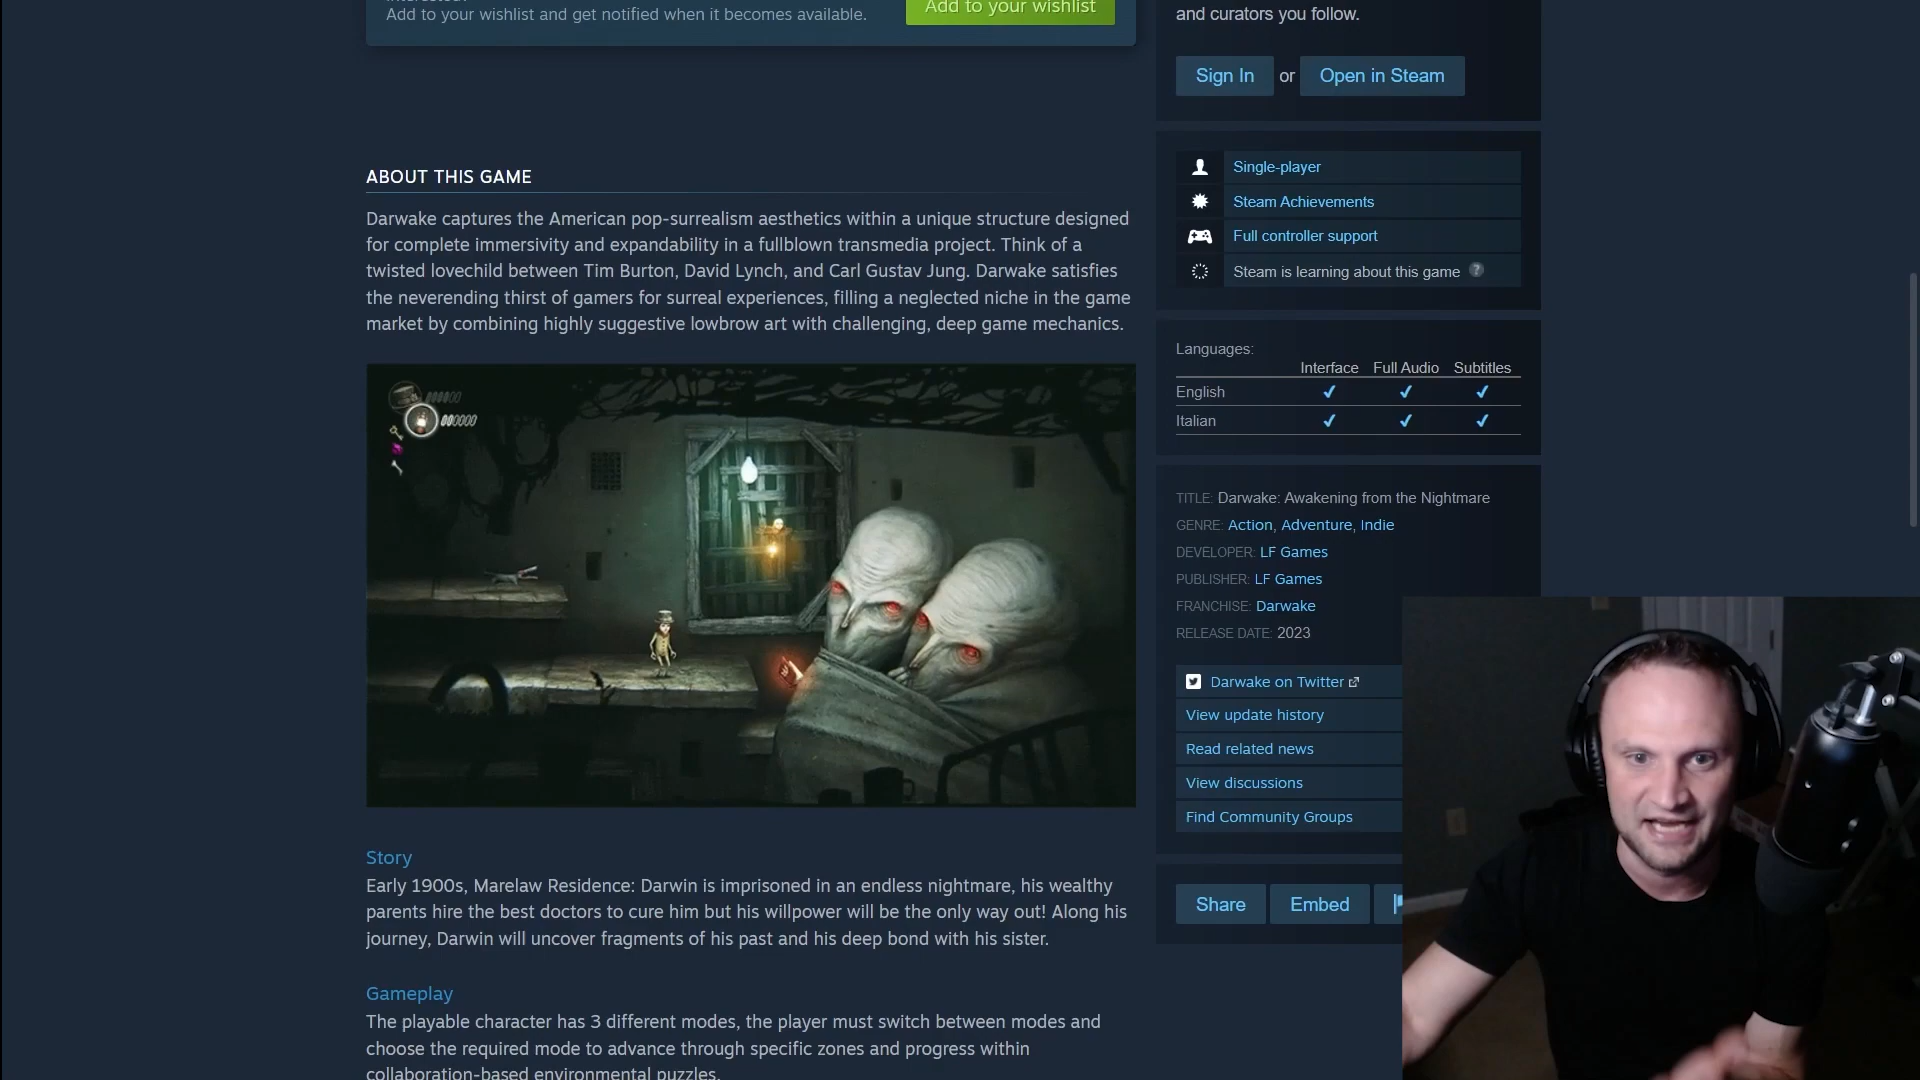 Add to your wishlist and get notified when it becomes available.
Add to your wishlist
and curators you follow.
Sign In or Open in Steam
ABOUT THIS GAME
Darwake captures the American pop-surrealism aesthetics within a unique structure designed
for complete immersivity and expandability in a fullblown transmedia project. Think of a
twisted lovechild between Tim Burton, David Lynch, and Carl Gustav Jung. Darwake satisfies
the neverending thirst of gamers for surreal experiences, filling a neglected niche in the game
market by combining highly suggestive lowbrow art with challenging, deep game mechanics.
Story
Early 1900s, Marelaw Residence: Darwin is imprisoned in an endless nightmare, his wealthy
parents hire the best doctors to cure him but his willpower will be the only way out! Along his
journey, Darwin will uncover fragments of his past and his deep bond with his sister.
Gameplay
The playable character has 3 different modes, the player must switch between modes and
choose the required mode to advance through specific zones and progress within
collaboration-based environmental puzzles.
Single-player
Steam Achievements
Full controller support
Steam is learning about this game ?
Languages:
Interface Full Audio Subtitles
English ✔ ✔ ✔
Italian ✔ ✔ ✔
TITLE: Darwake: Awakening from the Nightmare
GENRE: Action, Adventure, Indie
DEVELOPER: LF Games
PUBLISHER: LF Games
FRANCHISE: Darwake
RELEASE DATE: 2023
Darwake on Twitter
View update history
Read related news
View discussions
Find Community Groups
Share Embed